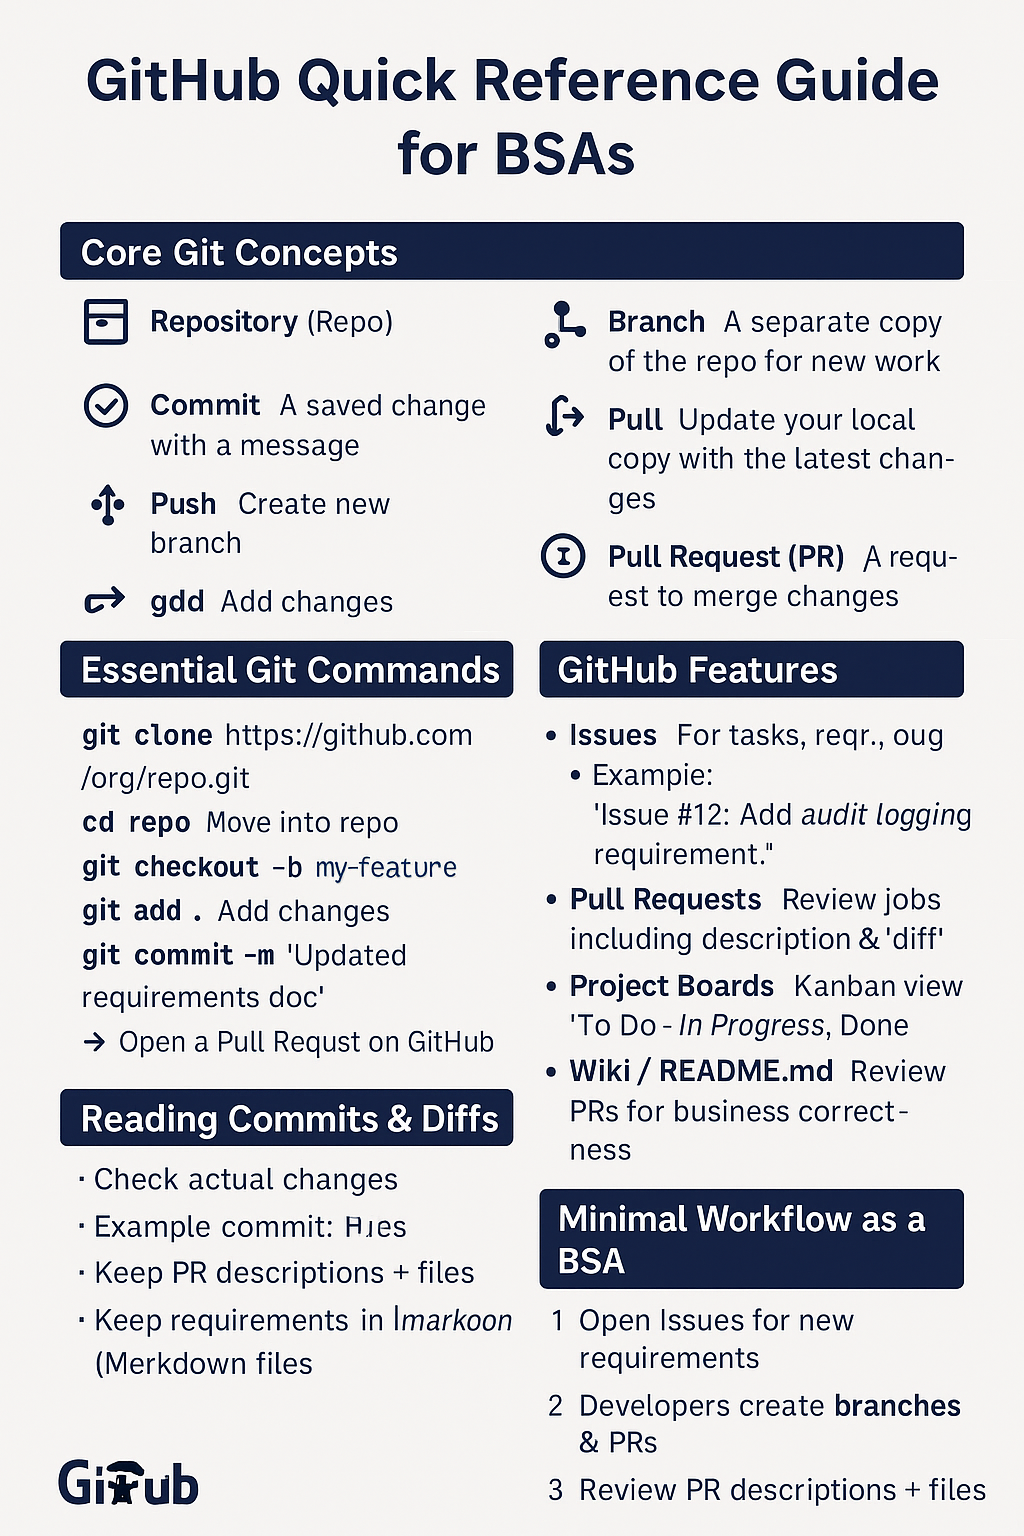 GitHub Quick Reference Guide
for BSAs
Core Git Concepts
Repository (Repo)
Commit A saved change
with a message
Push Create new
branch
gdd Add changes
Branch A separate copy
of the repo for new work
Pull Update your local
copy with the latest chan-
ges
Pull Request (PR) A requ-
est to merge changes
Essential Git Commands
git clone https://github.com
/org/repo.git
cd repo Move into repo
git checkout -b my-feature
git add . Add changes
git commit -m 'Updated
requirements doc'
→ Open a Pull Requst on GitHub
Reading Commits & Diffs
· Check actual changes
· Example commit:
· Keep PR descriptions + files
· Keep requirements in lmarkoon
(Merkdown files
GitHub Features
• Issues For tasks, reqr., oug
• Exampie:
'Issue #12: Add audit logging
requirement."
• Pull Requests Review jobs
including description & 'diff'
• Project Boards Kanban view
'To Do - In Progress, Done
• Wiki / README.md Review
PRs for business correct-
ness
Minimal Workflow as a
BSA
1 Open Issues for new
requirements
2 Developers create branches
& PRs
3 Review PR descriptions + files